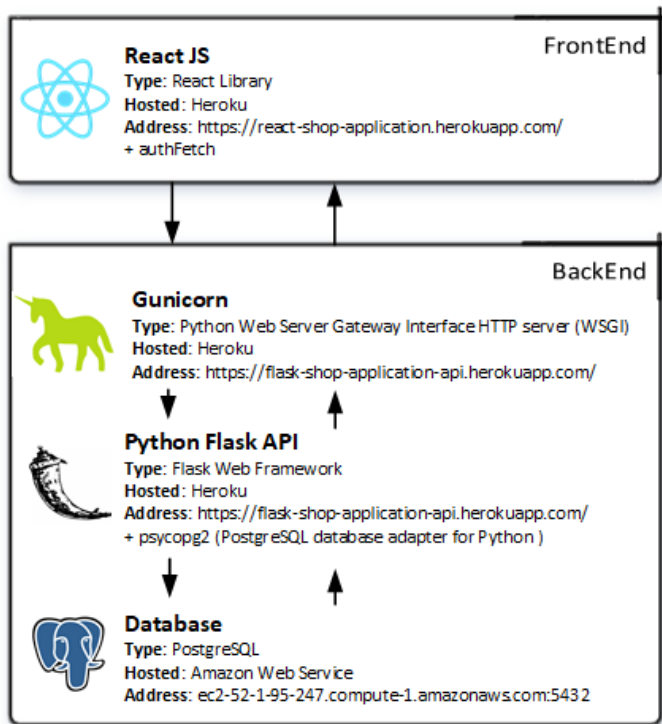 FrontEnd
React JS
Type: React Library
Hosted: Heroku
Address: https://react-shop-application.herokuapp.com/
+ authFetch
BackEnd
Gunicorn
Type: Python Web Server Gateway Interface HTTP server (WSGI)
Hosted: Heroku
Address: https://flask-shop-application-api.herokuapp.com/
Python Flask API
Type: Flask Web Framework
Hosted: Heroku
Address: https://flask-shop-application-api.herokuapp.com/
+ psycopg2 (PostgreSQL database adapter for Python )
Database
Type: PostgreSQL
Hosted: Amazon Web Service
Address: ec2-52-1-95-247.compute-1.amazonaws.com:5432